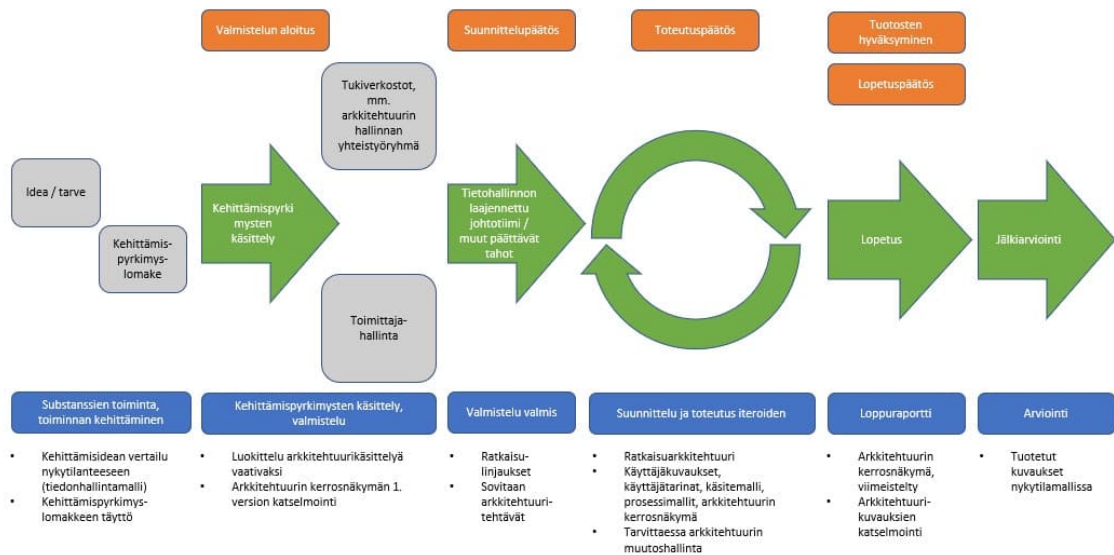 Valmistelun aloitus
Suunnittelupäätös
Toteutuspäätös
Tuotosten
hyväksyminen
Lopetuspäätös
Tukiverkostot,
mm.
arkkitehtuurin
hallinnan
yhteistyöryhmä
Idea / tarve
Kehittämis-
pyrkimys-
lomake
Kehittämispyrki
mysten
käsittely
Toimittaja-
hallinta
Tietohallinnon
laajennettu
johtotiimi /
muut päättävät
tahot
Lopetus
Jälkiarviointi
Substanssien toiminta,
toiminnan kehittäminen
• Kehittämisidean vertailu
nykytilanteeseen
(tiedonhallintamalli)
• Kehittämispyrkimys-
lomakkeen täyttö
Kehittämispyrkimysten käsittely,
valmistelu
• Luokittelu arkkitehtuurikäsittelyä
vaativaksi
• Arkkitehtuurin kerrosnäkymän 1.
version katselmointi
Valmistelu valmis
• Ratkaisu-
linjaukset
• Sovitaan
arkkitehtuuri-
tehtävät
Suunnittelu ja toteutus iteroiden
• Ratkaisuarkkitehtuuri
• Käyttäjäkuvaukset,
käyttäjätarinat, käsitemalli,
prosessimallit, arkkitehtuurin
kerrosnäkymä
• Tarvittaessa arkkitehtuurin
muutoshallinta
Loppuraportti
• Arkkitehtuurin
kerrosnäkymä,
viimeistelty
• Arkkitehtuuri-
kuvauksien
katselmointi
Arviointi
• Tuotetut
kuvaukset
nykytilamallissa